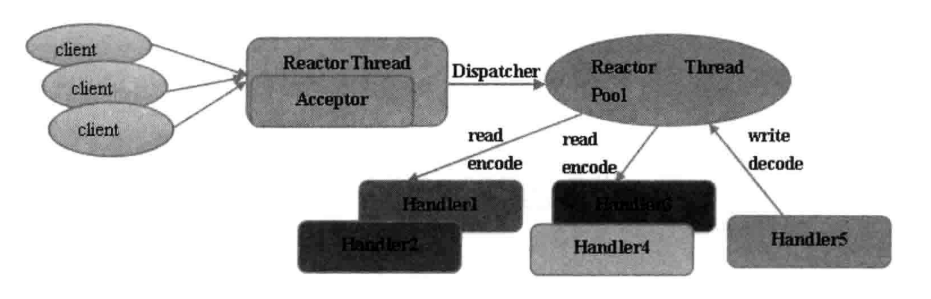 client
client
client
Reactor Thread
Acceptor
Dispatcher
Reactor Thread
Pool
read
encode
read
encode
write
decode
Handler1
Handler2
Handler3
Handler4
Handler5